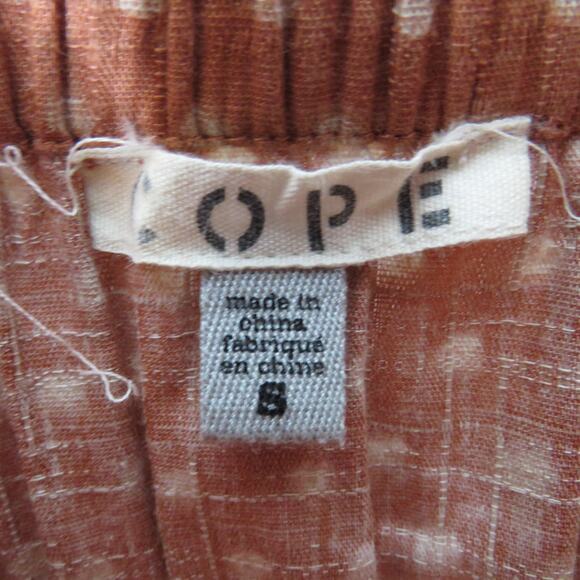 COPE
made in
china
fabriqué
en chine
S